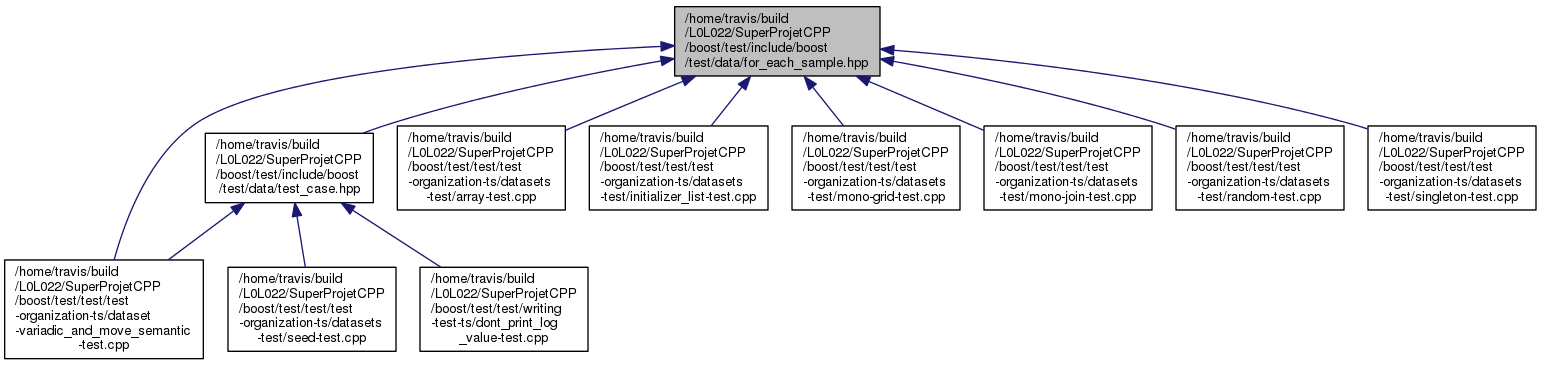 /home/travis/build
/L0L022/SuperProjetCPP
/boost/test/include/boost
/test/data/for_each_sample.hpp
/home/travis/build
/L0L022/SuperProjetCPP
/boost/test/include/boost
/test/data/test_case.hpp
/home/travis/build
/L0L022/SuperProjetCPP
/boost/test/test/test
-organization-ts/datasets
-test/array-test.cpp
/home/travis/build
/L0L022/SuperProjetCPP
/boost/test/test/test
-organization-ts/datasets
-test/initializer_list-test.cpp
/home/travis/build
/L0L022/SuperProjetCPP
/boost/test/test/test
-organization-ts/datasets
-test/mono-grid-test.cpp
/home/travis/build
/L0L022/SuperProjetCPP
/boost/test/test/test
-organization-ts/datasets
-test/mono-join-test.cpp
/home/travis/build
/L0L022/SuperProjetCPP
/boost/test/test/test
-organization-ts/datasets
-test/random-test.cpp
/home/travis/build
/L0L022/SuperProjetCPP
/boost/test/test/test
-organization-ts/datasets
-test/singleton-test.cpp
/home/travis/build
/L0L022/SuperProjetCPP
/boost/test/test/test
-organization-ts/dataset
-variadic_and_move_semantic
-test.cpp
/home/travis/build
/L0L022/SuperProjetCPP
/boost/test/test/test
-organization-ts/datasets
-test/seed-test.cpp
/home/travis/build
/L0L022/SuperProjetCPP
/boost/test/test/writing
-test-ts/dont_print_log
_value-test.cpp